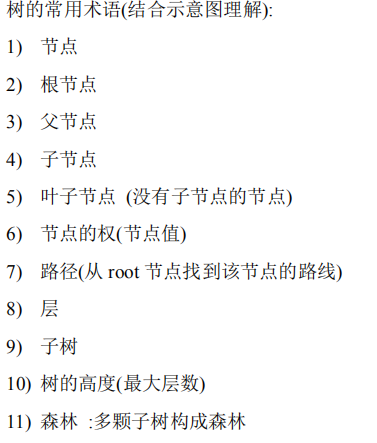 树的常用术语(结合示意图理解):
1) 节点
2) 根节点
3) 父节点
4) 子节点
5) 叶子节点 (没有子节点的节点)
6) 节点的权(节点值)
7) 路径(从 root 节点找到该节点的路线)
8) 层
9) 子树
10) 树的高度(最大层数)
11) 森林 :多颗子树构成森林